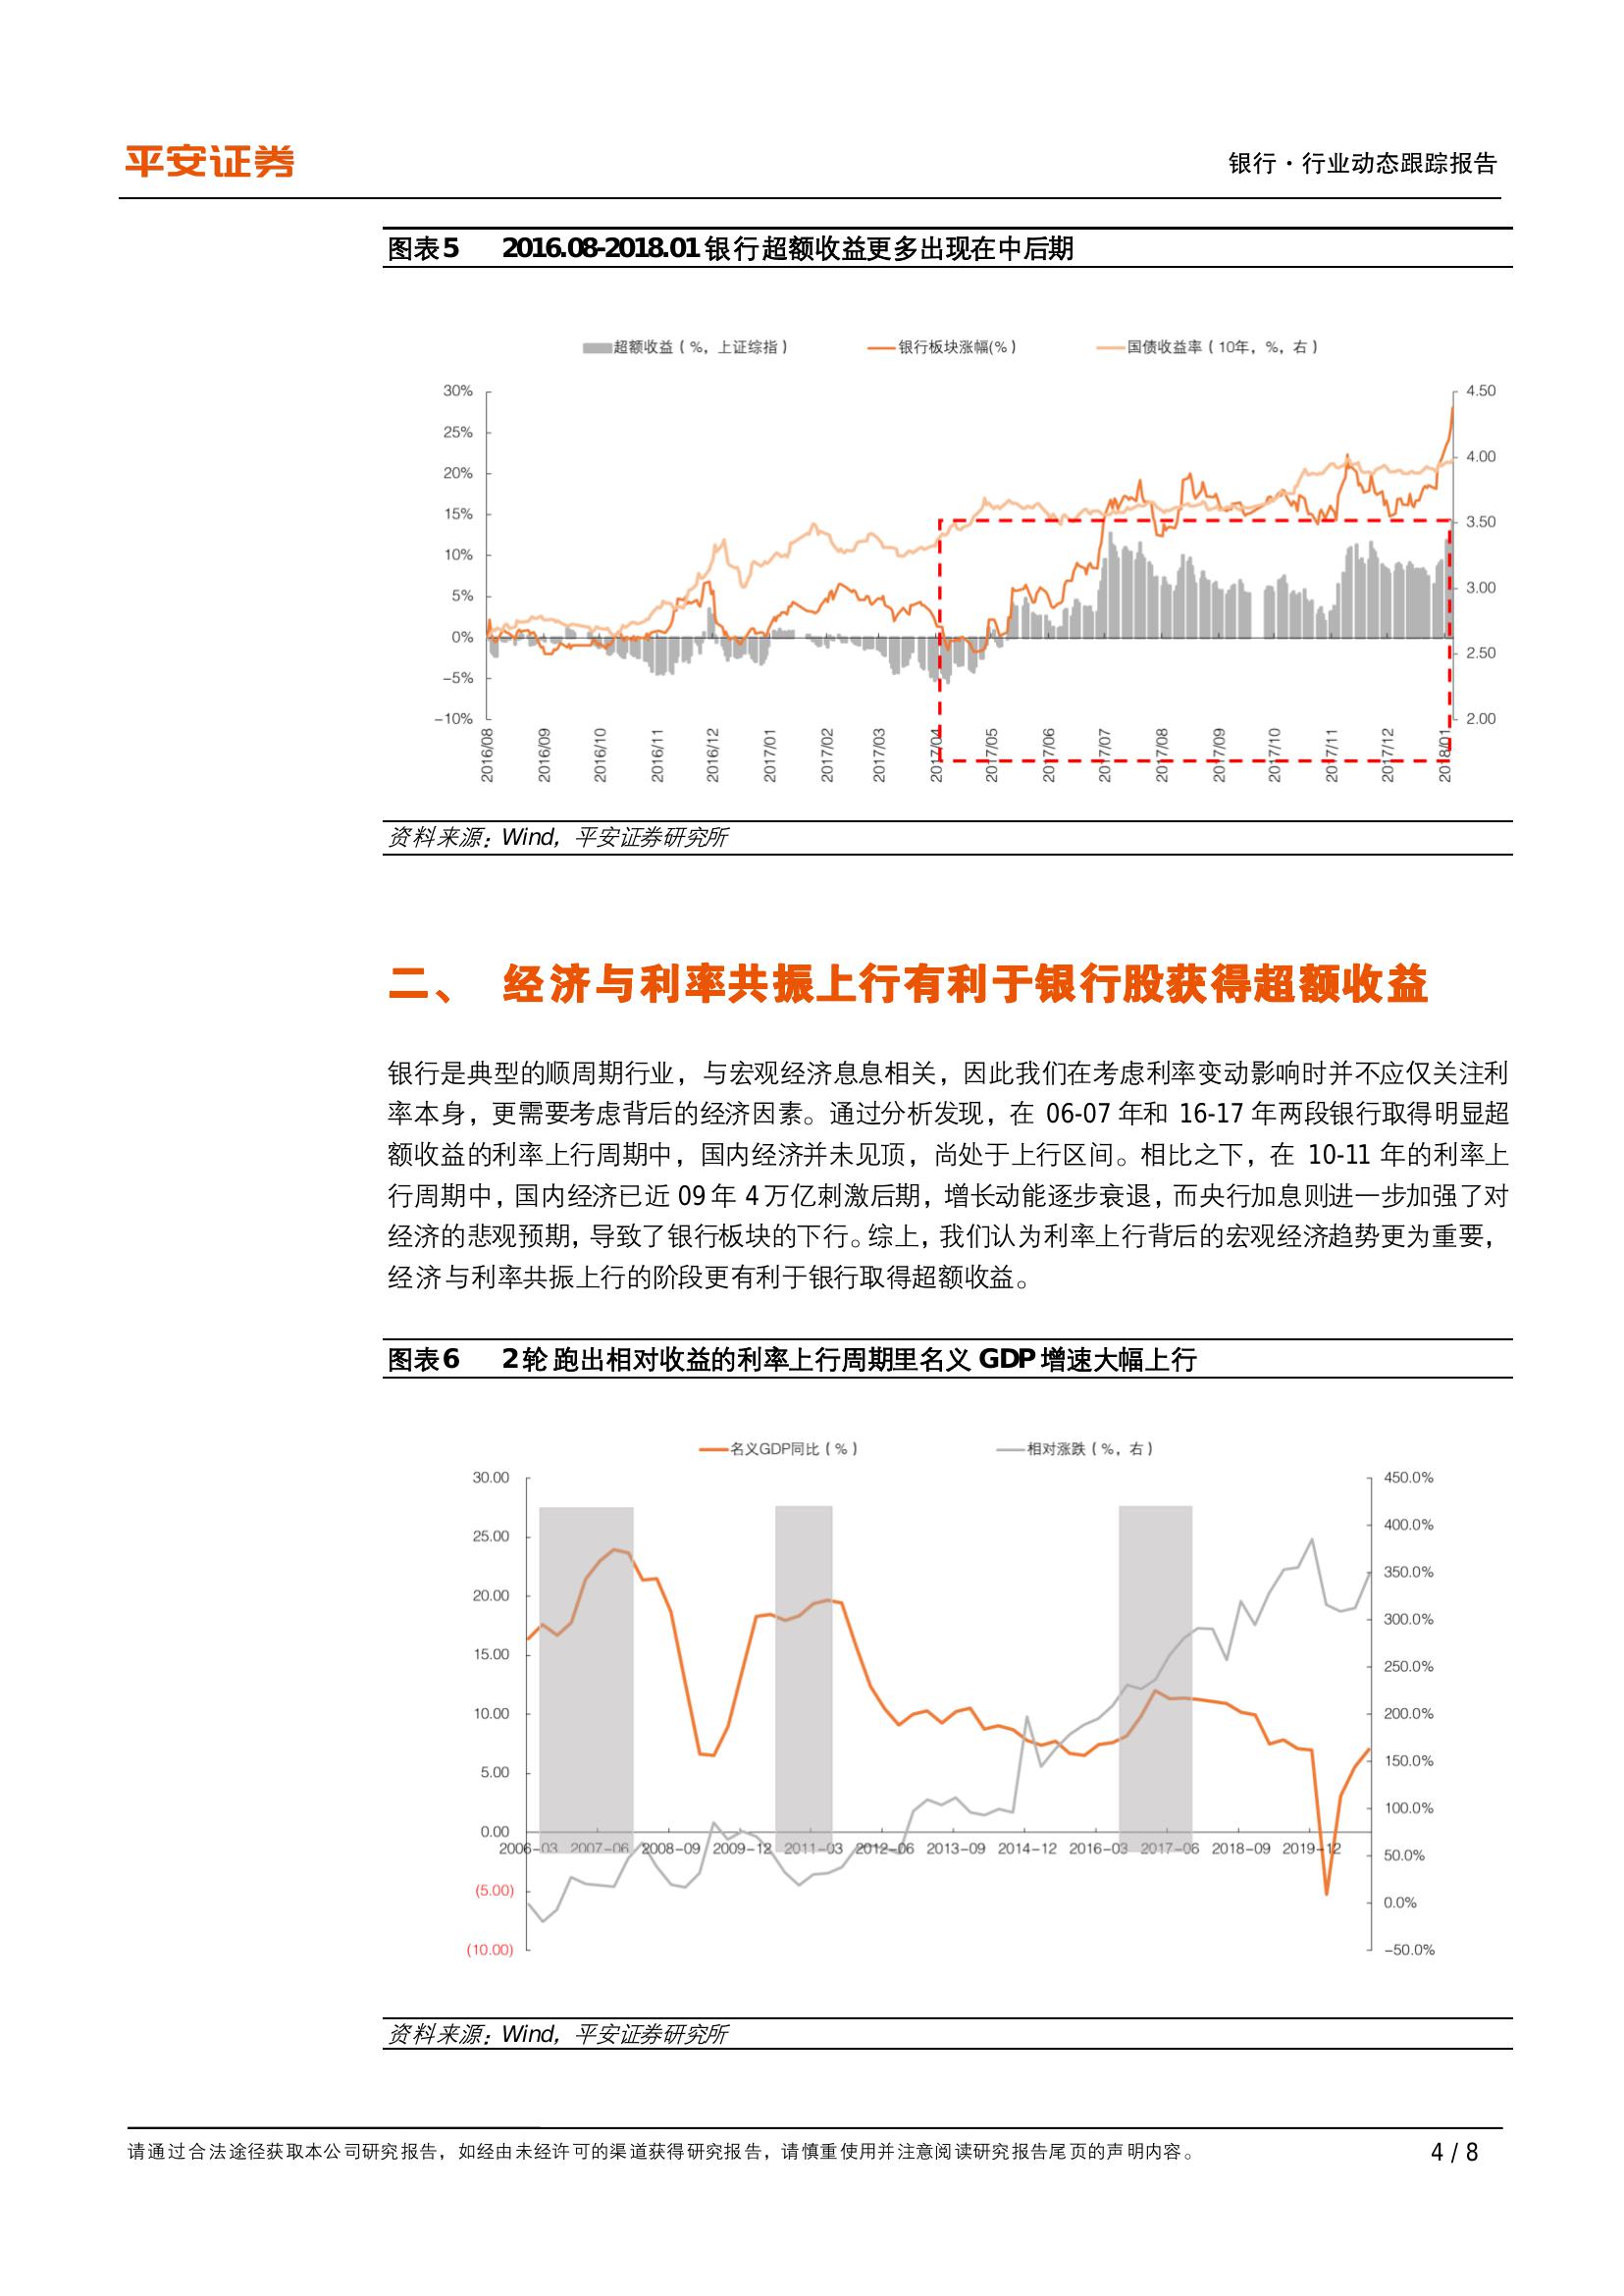 平安证券
银行·行业动态跟踪报告
图表5 2016.08-2018.01银行超额收益更多出现在中后期
超额收益（%，上证综指） 银行板块涨幅(%) 国债收益率（10年，%，右）
30%
25%
20%
15%
10%
5%
0%
-5%
-10%
4.50
4.00
3.50
3.00
2.50
2.00
2016/08 2016/09 2016/10 2016/11 2016/12 2017/01 2017/02 2017/03 2017/04 2017/05 2017/06 2017/07 2017/08 2017/09 2017/10 2017/11 2017/12 2018/01
资料来源：Wind，平安证券研究所
二、 经济与利率共振上行有利于银行股获得超额收益
银行是典型的顺周期行业，与宏观经济息息相关，因此我们在考虑利率变动影响时并不应仅关注利
率本身，更需要考虑背后的经济因素。通过分析发现，在 06-07 年和 16-17 年两段银行取得明显超
额收益的利率上行周期中，国内经济并未见顶，尚处于上行区间。相比之下，在 10-11 年的利率上
行周期中，国内经济已近 09 年 4 万亿刺激后期，增长动能逐步衰退，而央行加息则进一步加强了对
经济的悲观预期，导致了银行板块的下行。综上，我们认为利率上行背后的宏观经济趋势更为重要，
经济与利率共振上行的阶段更有利于银行取得超额收益。
图表6 2轮跑出相对收益的利率上行周期里名义 GDP 增速大幅上行
名义GDP同比（%） 相对涨跌（%，右）
30.00
25.00
20.00
15.00
10.00
5.00
0.00
(5.00)
(10.00)
450.0%
400.0%
350.0%
300.0%
250.0%
200.0%
150.0%
100.0%
50.0%
0.0%
-50.0%
2006-03 2007-06 2008-09 2009-12 2011-03 2012-06 2013-09 2014-12 2016-03 2017-06 2018-09 2019-12
资料来源：Wind，平安证券研究所
请通过合法途径获取本公司研究报告，如经由未经许可的渠道获得研究报告，请慎重使用并注意阅读研究报告尾页的声明内容。
4 / 8